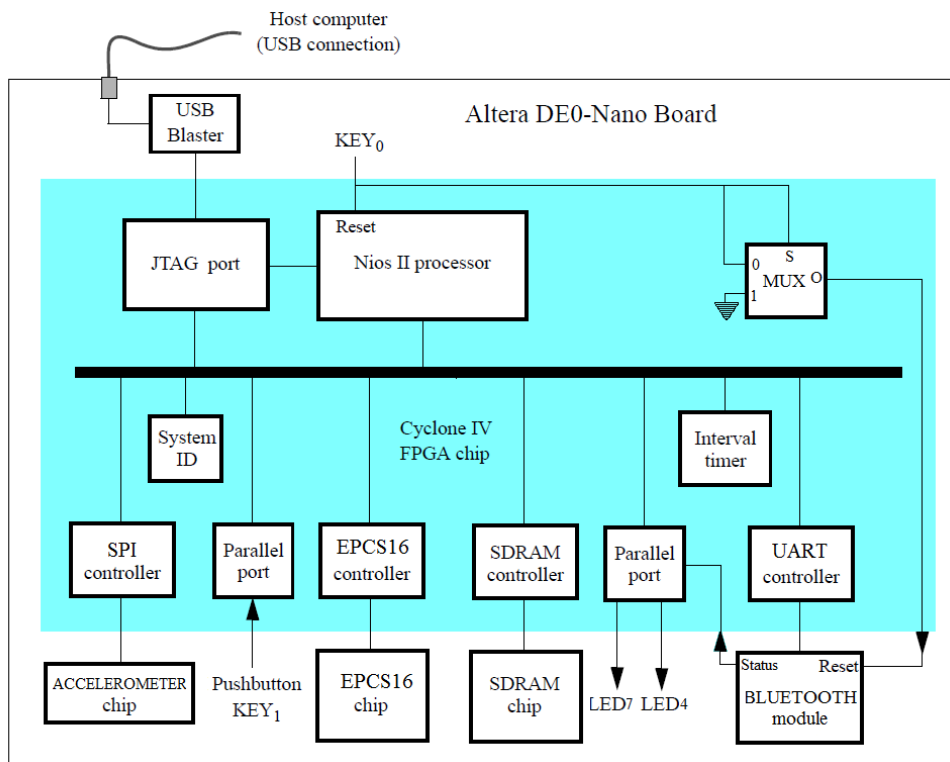 Host computer
(USB connection)
USB
Blaster
Altera DE0-Nano Board
KEY0
Reset
JTAG port
Nios II processor
S
0
MUX
O
1
System
ID
Cyclone IV
FPGA chip
Interval
timer
SPI
controller
Parallel
port
EPCS16
controller
SDRAM
controller
Parallel
port
UART
controller
ACCELEROMETER
chip
Pushbutton
KEY1
EPCS16
chip
SDRAM
chip
LED7
LED4
Status
Reset
BLUETOOTH
module